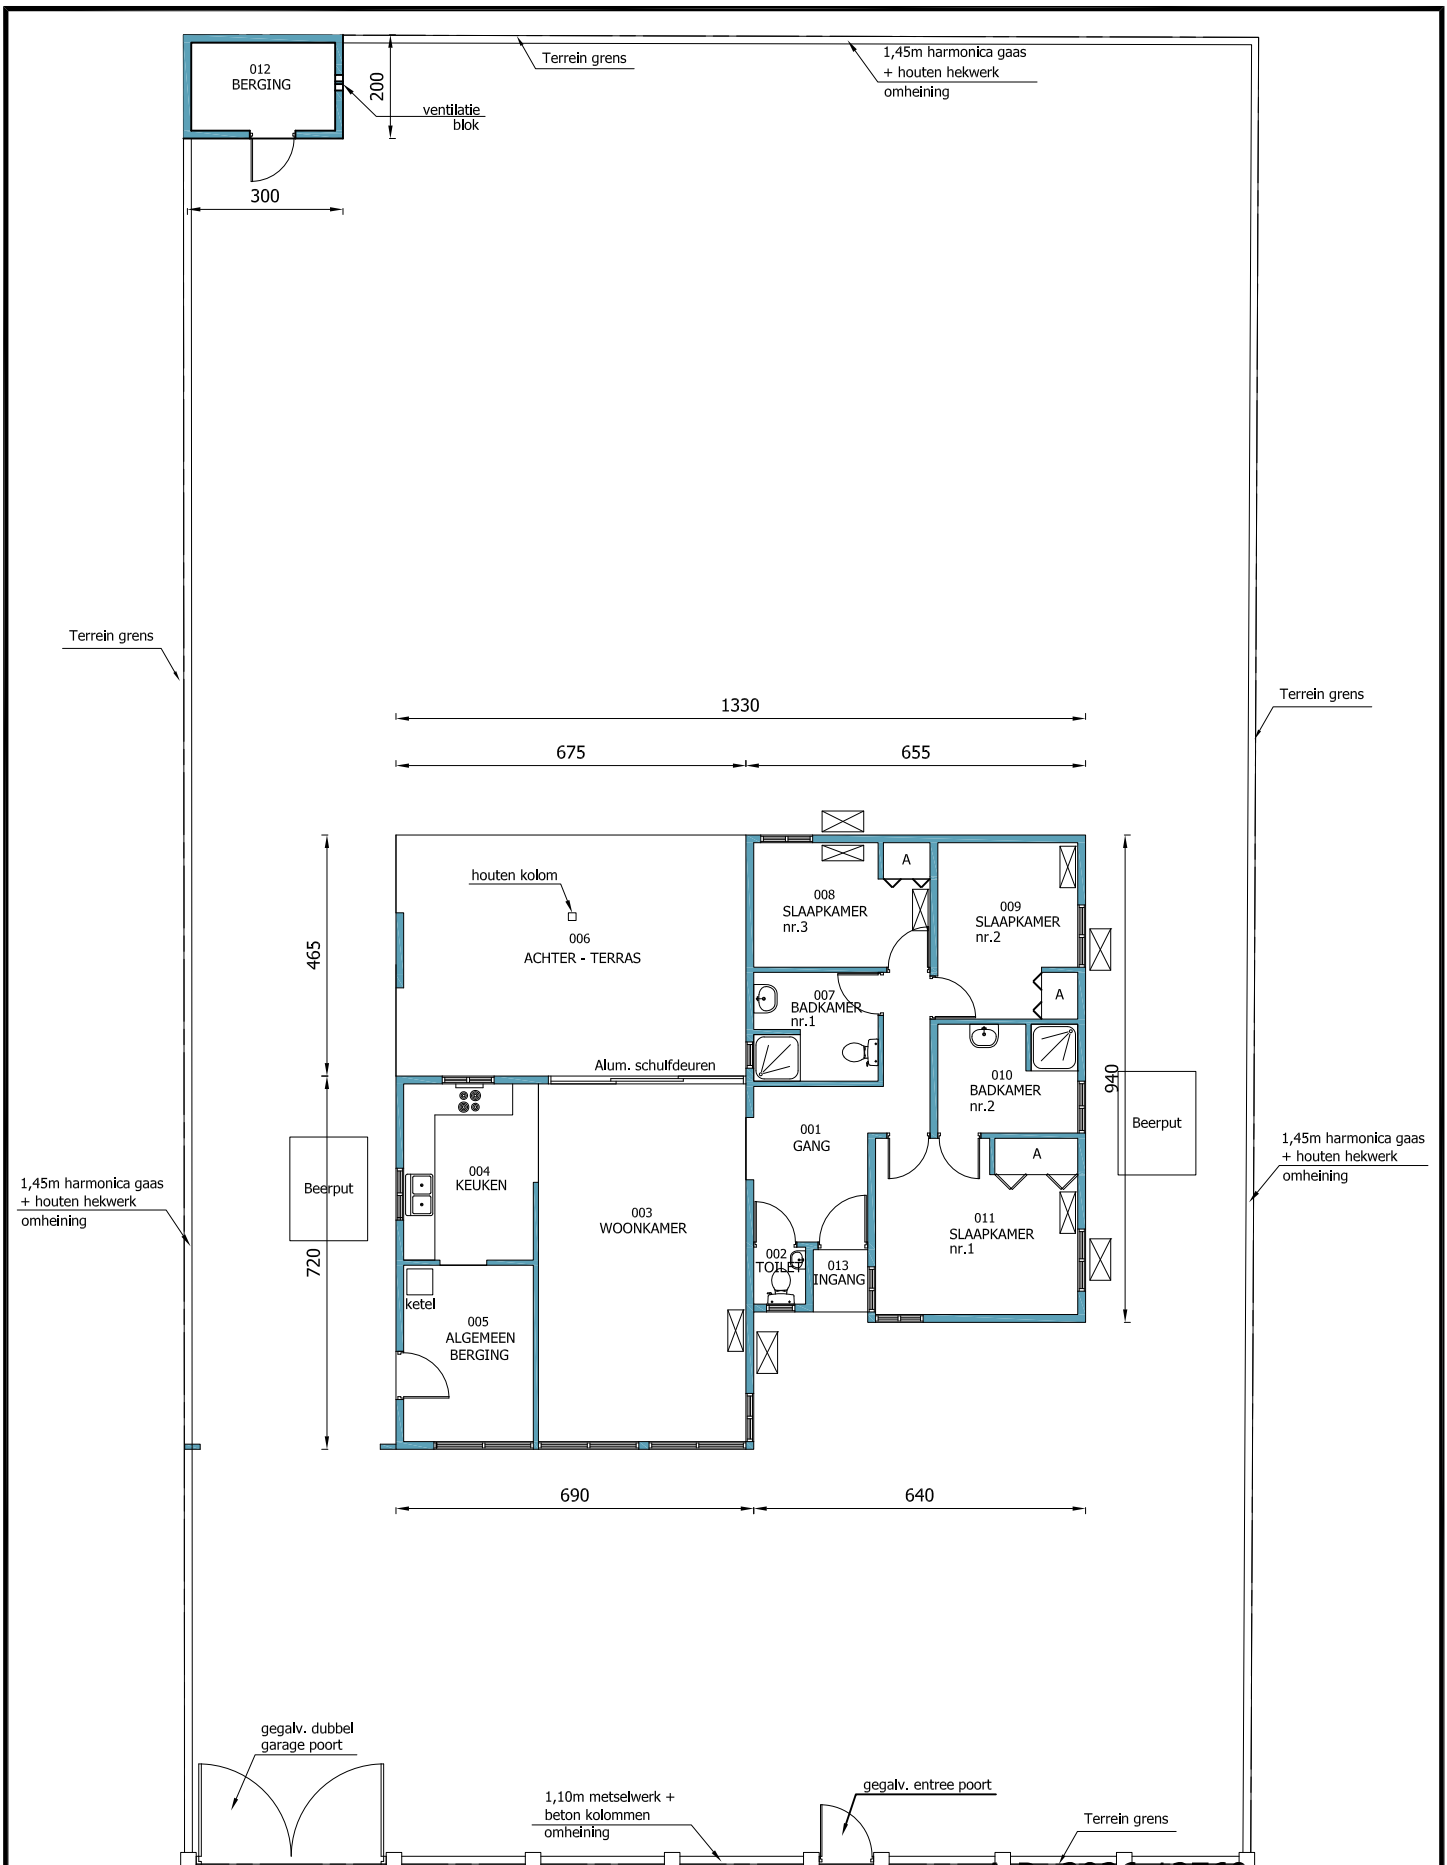 012
BERGING
200
ventilatie
blok
300
Terrein grens
1,45m harmonica gaas
+ houten hekwerk
omheining
Terrein grens
Terrein grens
1330
675
655
465
houten kolom
006
ACHTER - TERRAS
Alum. schuifdeuren
008
SLAAPKAMER
nr.3
A
009
SLAAPKAMER
nr.2
A
007
BADKAMER
nr.1
010
BADKAMER
nr.2
940
Beerput
001
GANG
A
004
KEUKEN
003
WOONKAMER
Beerput
720
011
SLAAPKAMER
nr.1
002
TOILET
013
INGANG
ketel
005
ALGEMEEN
BERGING
1,45m harmonica gaas
+ houten hekwerk
omheining
1,45m harmonica gaas
+ houten hekwerk
omheining
690
640
gegalv. dubbel
garage poort
1,10m metselwerk +
beton kolommen
omheining
gegalv. entree poort
Terrein grens